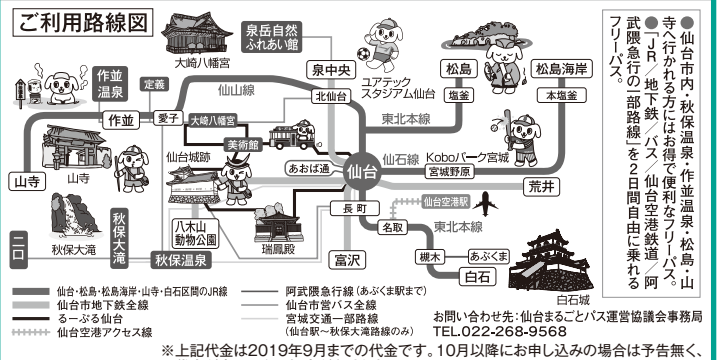 ご利用路線図
大崎八幡宮
泉岳自然
ふれあい館
泉中央
ユアテック
スタジアム仙台
松島
松島海岸
塩釜
本塩釜
作並
温泉
定義
仙山線
北仙台
東北本線
作並
愛子
大崎八幡宮
美術館
仙台城跡
あおば通
仙台
仙石線
Koboパーク宮城
宮城野原
荒井
山寺
山寺
秋保大滝
秋保
大滝
二口
八木山
動物公園
秋保温泉
瑞鳳殿
長町
富沢
仙台空港駅
名取
東北本線
槻木
あぶくま
白石
白石城
●仙台市内・秋保温泉・作並温泉・松島・山
寺へ行かれる方にはお得で便利なフリーパス。
●「JR／地下鉄／バス／仙台空港鉄道／阿
武隈急行の一部路線」を2日間自由に乗れる
フリーパス。
仙台・松島・松島海岸・山寺・白石区間のJR線
仙台市地下鉄全線
るーぷる仙台
仙台空港アクセス線
阿武隈急行線（あぶくま駅まで）
仙台市営バス全線
宮城交通一部路線
（仙台駅〜秋保大滝路線のみ）
お問い合わせ先：仙台まるごとパス運営協議会事務局
TEL.022-268-9568
※上記代金は2019年9月までの代金です。10月以降にお申し込みの場合は予告無く、